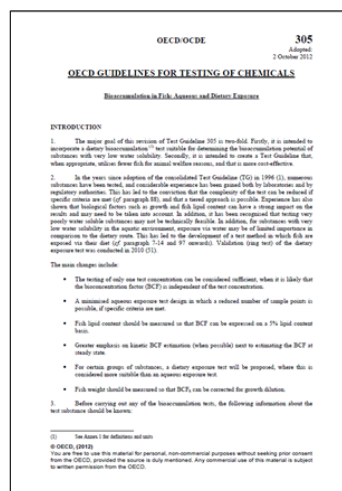 OECD/OCDE
305
Adopted:
2 October 2012
OECD GUIDELINES FOR TESTING OF CHEMICALS
Bioaccumulation in Fish: Aqueous and Dietary Exposure
INTRODUCTION
1. The major goal of this revision of Test Guideline 305 is two-fold. Firstly, it is intended to
incorporate a dietary bioaccumulation(1) test suitable for determining the bioaccumulation potential of
substances with very low water solubility. Secondly, it is intended to create a Test Guideline that,
when appropriate, utilises fewer fish for animal welfare reasons, and that is more cost-effective.
2. In the years since adoption of the consolidated Test Guideline (TG) in 1996 (1), numerous
substances have been tested, and considerable experience has been gained both by laboratories and by
regulatory authorities. This has led to the conviction that the complexity of the test can be reduced if
specific criteria are met (cf paragraph 88), and that a tiered approach is possible. Experience has also
shown that biological factors such as growth and fish lipid content can have a strong impact on the
results and may need to be taken into account. In addition, it has been recognised that testing very
poorly water soluble substances may not be technically feasible. In addition, for substances with very
low water solubility in the aquatic environment, exposure via water may be of limited importance in
comparison to the dietary route. This has led to the development of a test method in which fish are
exposed via their diet (cf paragraph 7-14 and 97 onwards). Validation (ring test) of the dietary
exposure test was conducted in 2010 (51).
The main changes include:
• The testing of only one test concentration can be considered sufficient, when it is likely that
the bioconcentration factor (BCF) is independent of the test concentration.
• A minimised aqueous exposure test design in which a reduced number of sample points is
possible, if specific criteria are met.
• Fish lipid content should be measured so that BCF can be expressed on a 5% lipid content
basis.
• Greater emphasis on kinetic BCF estimation (when possible) next to estimating the BCF at
steady state.
• For certain groups of substances, a dietary exposure test will be proposed, where this is
considered more suitable than an aqueous exposure test.
• Fish weight should be measured so that BCFk can be corrected for growth dilution.
3. Before carrying out any of the bioaccumulation tests, the following information about the
test substance should be known:
(1) See Annex 1 for definitions and units
© OECD, (2012)
You are free to use this material for personal, non-commercial purposes without seeking prior consent
from the OECD, provided the source is duly mentioned. Any commercial use of this material is subject
to written permission from the OECD.